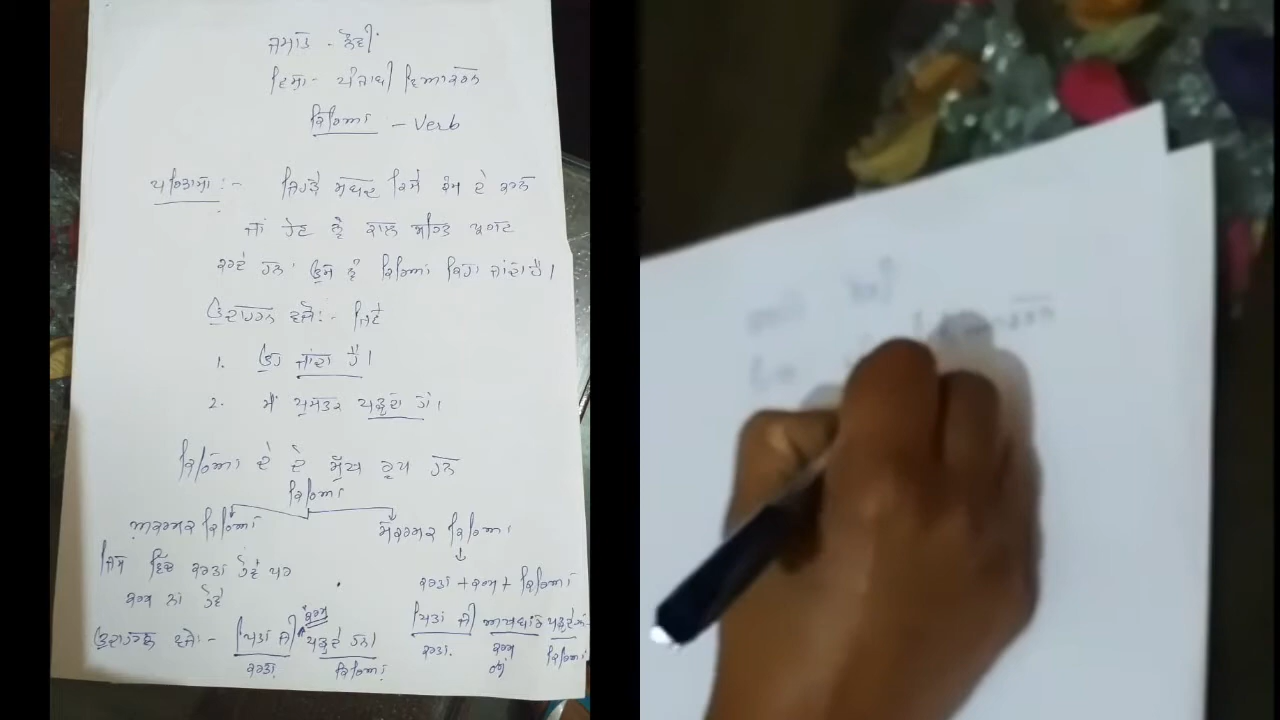 ਜਮਾਤ - ਨੌਵੀਂ
ਵਿਸ਼ਾ - ਪੰਜਾਬੀ ਵਿਆਕਰਨ
ਕਿਰਿਆ - Verb
ਪਰਿਭਾਸ਼ਾ :- ਜਿਹੜੇ ਸ਼ਬਦ ਕਿਸੇ ਕੰਮ ਦੇ ਕਰਨ
ਜਾਂ ਹੋਣ ਨੂੰ ਕਾਲ ਸਹਿਤ ਪ੍ਰਗਟ
ਕਰਦੇ ਹਨ ਉਸ ਨੂੰ ਕਿਰਿਆ ਕਿਹਾ ਜਾਂਦਾ ਹੈ।
ਉਦਾਹਰਨ ਵਜੋਂ:- ਜਿਵੇਂ
1. ਉਹ ਜਾਂਦਾ ਹੈ।
2. ਮੈਂ ਪੁਸਤਕ ਪੜ੍ਹਦਾ ਹਾਂ।
ਕਿਰਿਆ ਦੇ ਦੋ ਮੁੱਖ ਰੂਪ ਹਨ
ਕਿਰਿਆ
ਅਕਰਮਕ ਕਿਰਿਆ ਸਕਰਮਕ ਕਿਰਿਆ
ਜਿਸ ਵਿੱਚ ਕਰਤਾ ਹੋਵੇ ਪਰ
ਕਰਮ ਨਾ ਹੋਵੇ
ਕਰਤਾ + ਕਰਮ + ਕਿਰਿਆ
ਉਦਾਹਰਨ ਵਜੋਂ:- ਪਿਤਾ ਜੀ ਪੜ੍ਹਦੇ ਹਨ।
ਕਰਮ
ਕਰਤਾ ਕਿਰਿਆ
ਪਿਤਾ ਜੀ ਅਖ਼ਬਾਰ ਪੜ੍ਹਦੇ ਹਨ
ਕਰਤਾ ਕਰਮ ਕਿਰਿਆ